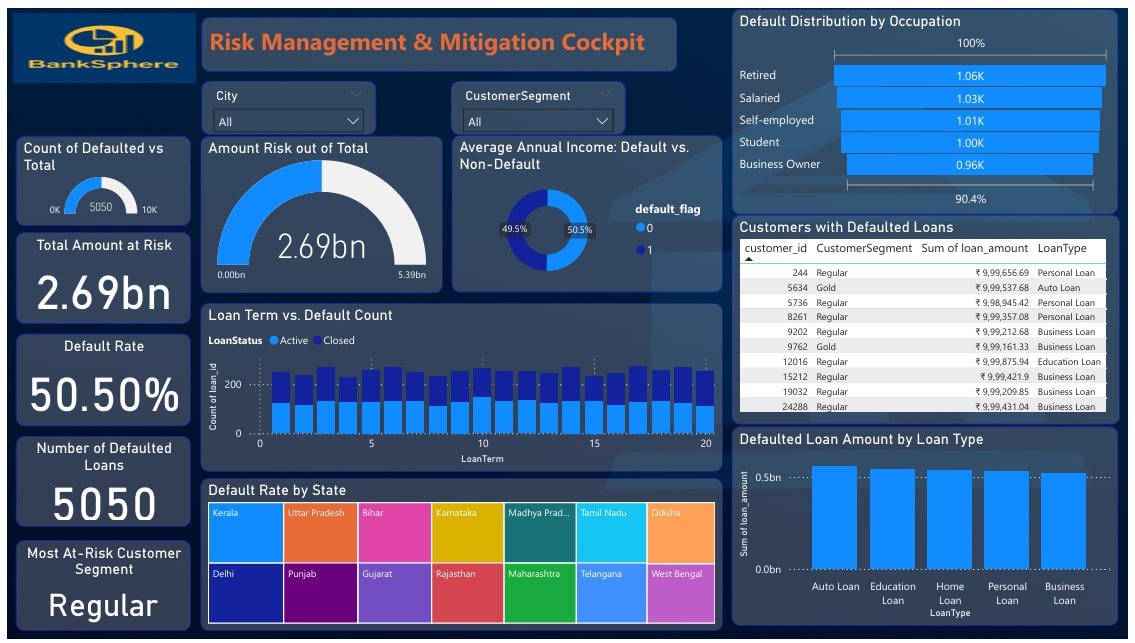 BankSphere
Risk Management & Mitigation Cockpit
City
All
CustomerSegment
All
Count of Defaulted vs
Total
0K
5050
10K
Total Amount at Risk
2.69bn
Default Rate
50.50%
Number of Defaulted
Loans
5050
Most At-Risk Customer
Segment
Regular
Amount Risk out of Total
2.69bn
0.00bn
5.39bn
Average Annual Income: Default vs.
Non-Default
49.5%
50.5%
default_flag
0
1
Loan Term vs. Default Count
LoanStatus Active Closed
Count of loan_id
200
0
0 5 10 15 20
LoanTerm
Default Rate by State
Kerala Uttar Pradesh Bihar Karnataka Madhya Prad... Tamil Nadu Odisha
Delhi Punjab Gujarat Rajasthan Maharashtra Telangana West Bengal
Default Distribution by Occupation
100%
Retired 1.06K
Salaried 1.03K
Self-employed 1.01K
Student 1.00K
Business Owner 0.96K
90.4%
Customers with Defaulted Loans
customer_id CustomerSegment Sum of loan_amount LoanType
244 Regular ₹ 9,99,656.69 Personal Loan
5634 Gold ₹ 9,99,537.68 Auto Loan
5736 Regular ₹ 9,98,945.42 Personal Loan
8261 Regular ₹ 9,99,357.08 Personal Loan
9202 Regular ₹ 9,99,212.68 Business Loan
9762 Gold ₹ 9,99,161.33 Business Loan
12016 Regular ₹ 9,99,875.94 Education Loan
15212 Regular ₹ 9,99,421.9 Business Loan
19032 Regular ₹ 9,99,209.85 Business Loan
24288 Regular ₹ 9,99,431.04 Business Loan
Defaulted Loan Amount by Loan Type
Sum of loan_amount
0.5bn
0.0bn
Auto Loan Education Home Personal Business
Loan Loan Loan Loan
LoanType